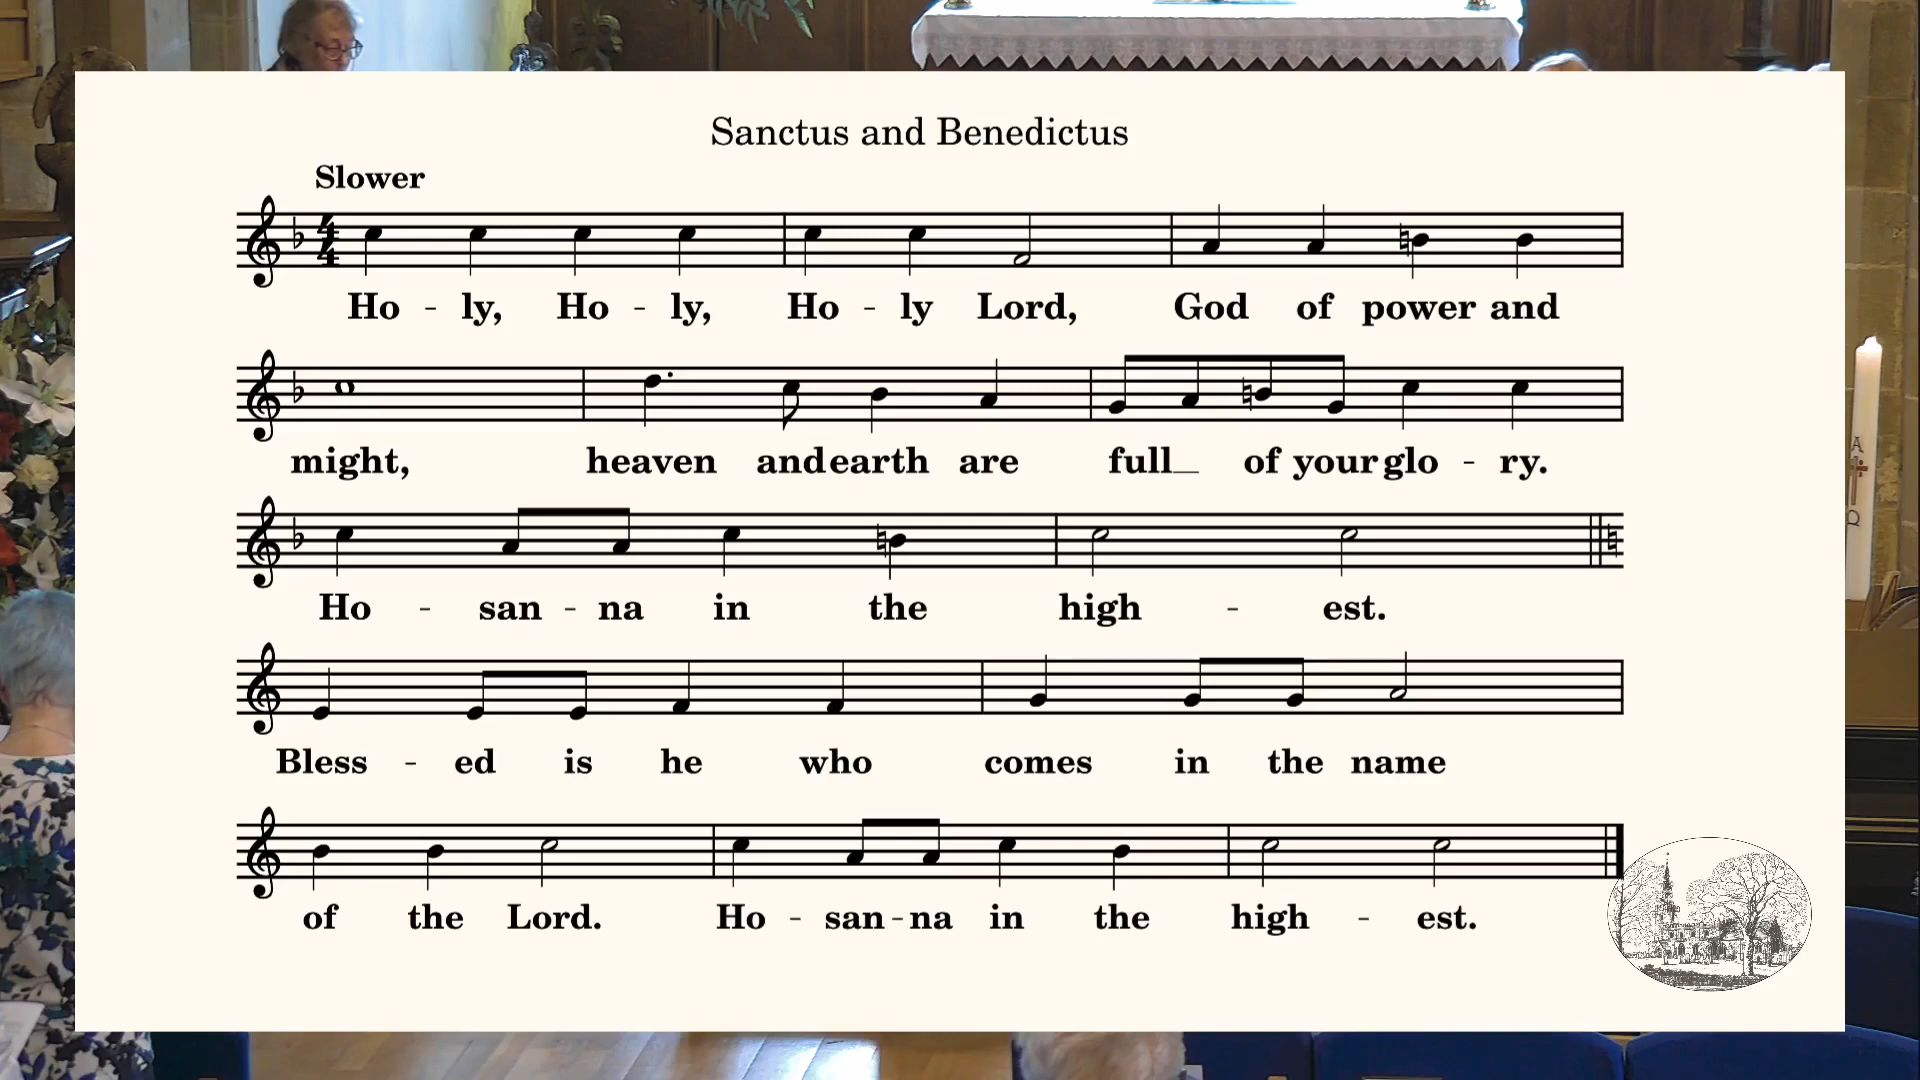 Sanctus and Benedictus
Slower
Ho - ly, Ho - ly, Ho - ly Lord, God of power and
might, heaven and earth are full_ of your glo - ry.
Ho - san - na in the high - est.
Bless - ed is he who comes in the name
of the Lord. Ho - san - na in the high - est.